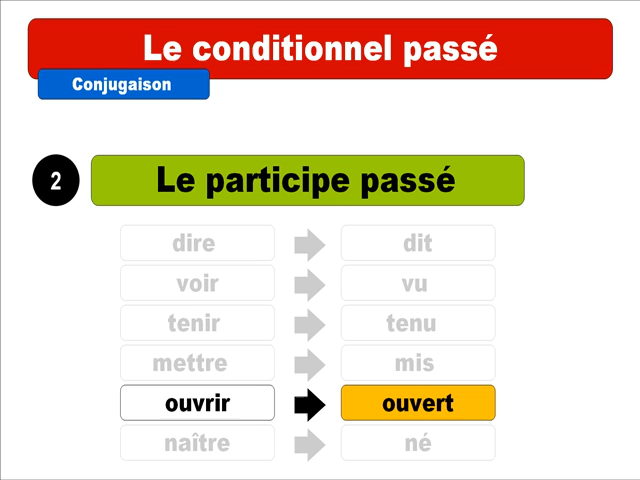 Le conditionnel passé
Conjugaison
2 Le participe passé
dire dit
voir vu
tenir tenu
mettre mis
ouvrir ouvert
naître né